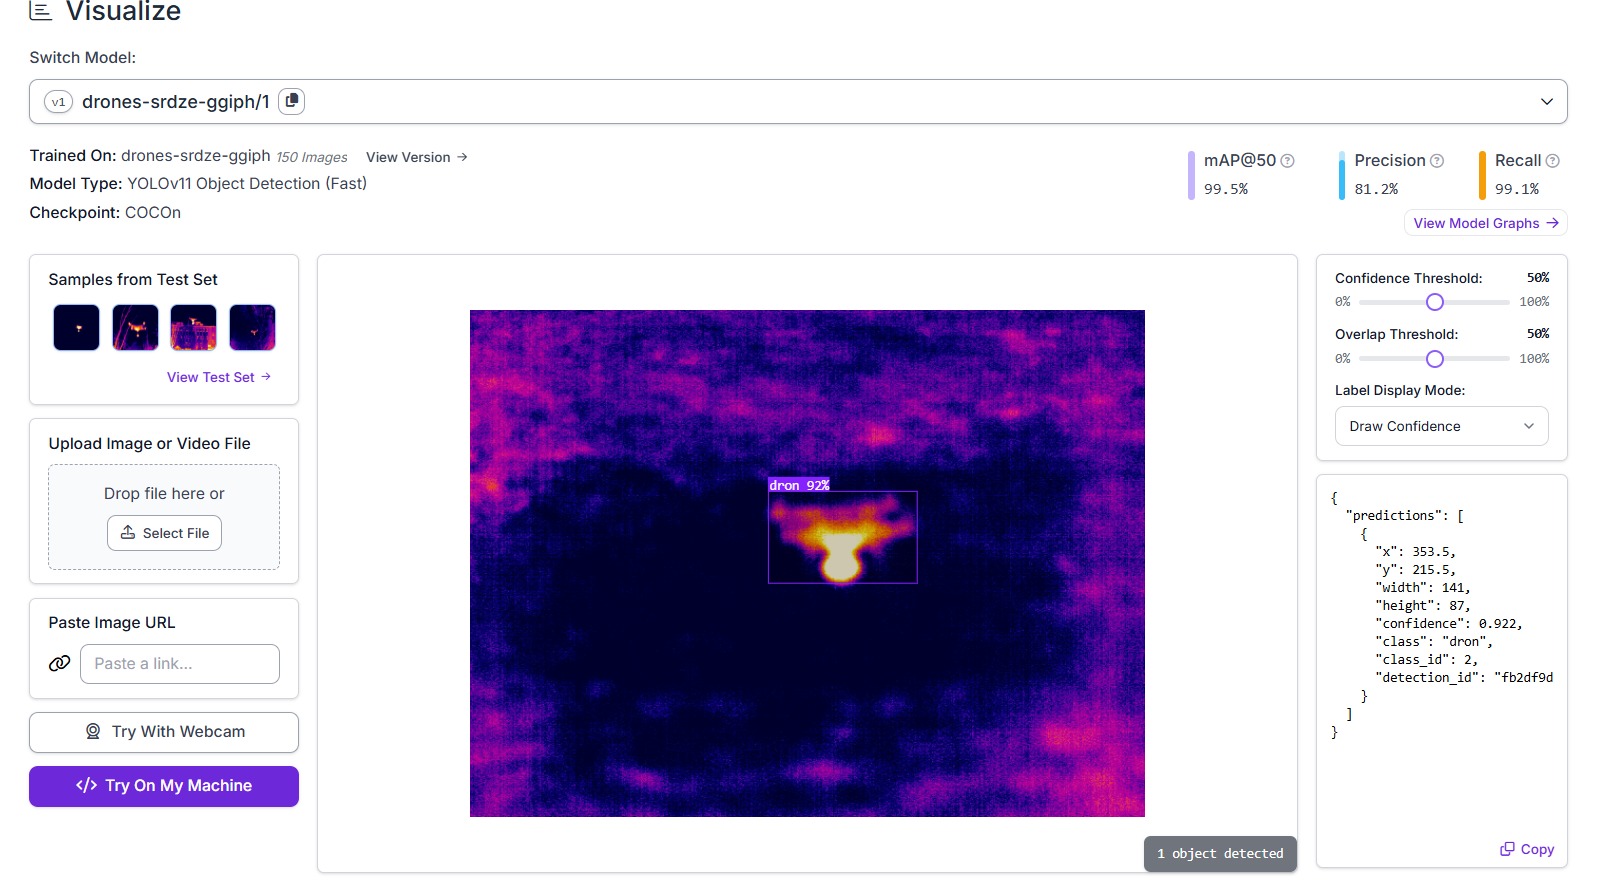 Visualize
Switch Model:
v1 drones-srdze-ggiph/1
Trained On: drones-srdze-ggiph 150 Images View Version →
Model Type: YOLOv11 Object Detection (Fast)
Checkpoint: COCOn
mAP@50 ?
99.5%
Precision ?
81.2%
Recall ?
99.1%
View Model Graphs →
Samples from Test Set
View Test Set →
Upload Image or Video File
Drop file here or
Select File
Paste Image URL
Paste a link...
Try With Webcam
</> Try On My Machine
dron 92%
1 object detected
Confidence Threshold: 50%
0% 100%
Overlap Threshold: 50%
0% 100%
Label Display Mode:
Draw Confidence
{
"predictions": [
{
"x": 353.5,
"y": 215.5,
"width": 141,
"height": 87,
"confidence": 0.922,
"class": "dron",
"class_id": 2,
"detection_id": "fb2df9d
}
]
}
Copy